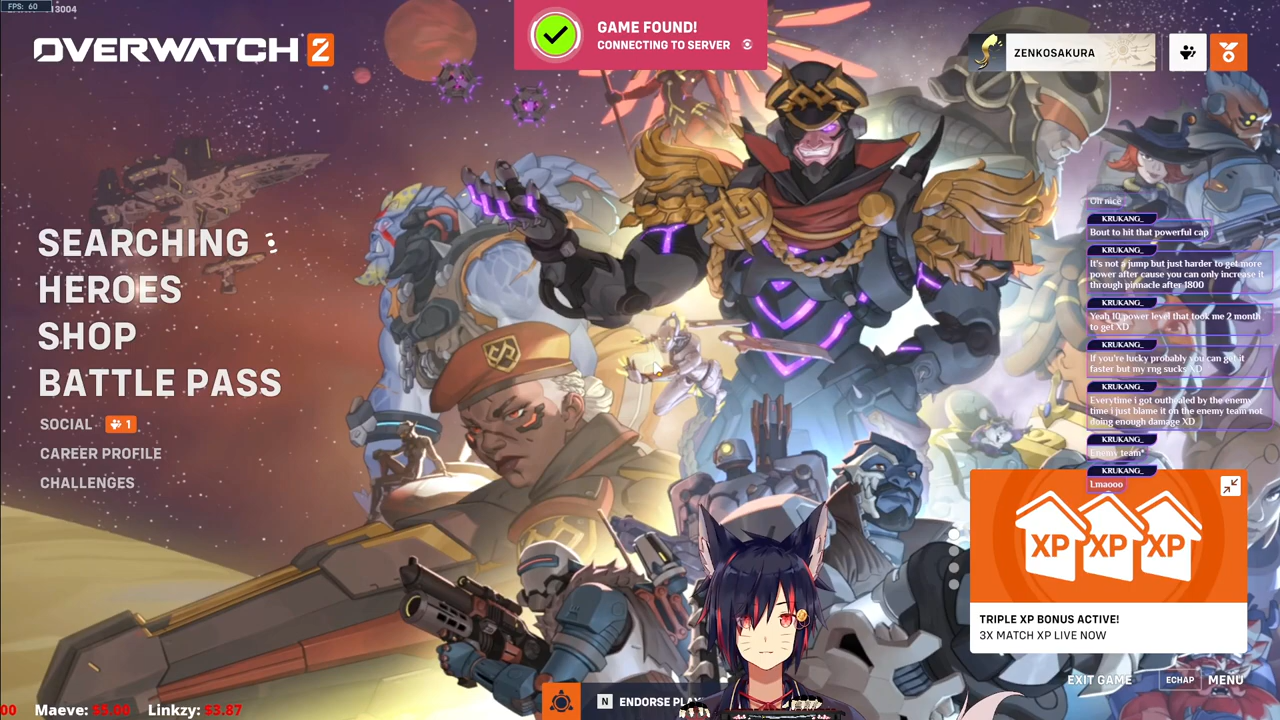 FPS: 60
13004
GAME FOUND!
CONNECTING TO SERVER
OVERWATCH 2
ZENKOSAKURA
SEARCHING
HEROES
SHOP
BATTLE PASS
SOCIAL 1
CAREER PROFILE
CHALLENGES
Oh nice
KRUKANG_
Bout to hit that powerful cap
KRUKANG_
It's not a jump but just harder to get more
power after cause you can only increase it
through pinnacle after 1800
KRUKANG_
Yeah 10 power level that took me 2 month
to get XD
KRUKANG_
If you're lucky probably you can get it
faster but my rng sucks XD
KRUKANG_
Everytime i got outhealed by the enemy
time i just blame it on the enemy team not
doing enough damage XD
KRUKANG_
Enemy team*
KRUKANG_
Lmaooo
XP XP XP
TRIPLE XP BONUS ACTIVE!
3X MATCH XP LIVE NOW
EXIT GAME ECHAP MENU
N ENDORSE PLA
00 Maeve: $5.00 Linkzy: $3.87